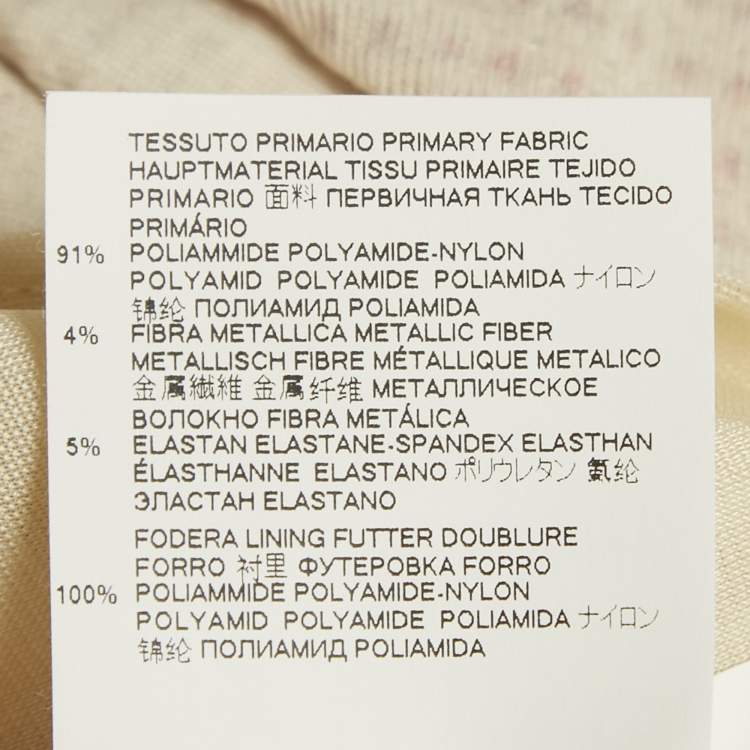 TESSUTO PRIMARIO PRIMARY FABRIC
HAUPTMATERIAL TISSU PRIMAIRE TEJIDO
PRIMARIO 面料 ПЕРВИЧНАЯ ТКАНЬ TECIDO
PRIMÁRIO
91% POLIAMMIDE POLYAMIDE-NYLON
POLYAMID POLYAMIDE POLIAMIDA ナイロン
锦纶 ПОЛИАМИД POLIAMIDA
4% FIBRA METALLICA METALLIC FIBER
METALLISCH FIBRE MÉTALLIQUE METALICO
金属繊維 金属纤维 МЕТАЛЛИЧЕСКОЕ
ВОЛОКНО FIBRA METÁLICA
5% ELASTAN ELASTANE-SPANDEX ELASTHAN
ÉLASTHANNE ELASTANO ポリウレタン 氨纶
ЭЛАСТАН ELASTANO
FODERA LINING FUTTER DOUBLURE
FORRO 衬里 ФУТЕРОВКА FORRO
100% POLIAMMIDE POLYAMIDE-NYLON
POLYAMID POLYAMIDE POLIAMIDA ナイロン
锦纶 ПОЛИАМИД POLIAMIDA